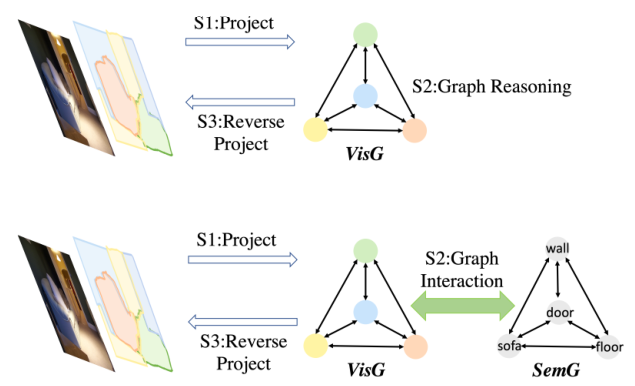 S1:Project
S2:Graph Reasoning
S3:Reverse
Project
VisG
S1:Project
S2:Graph
Interaction
S3:Reverse
Project
VisG
wall
door
sofa
floor
SemG